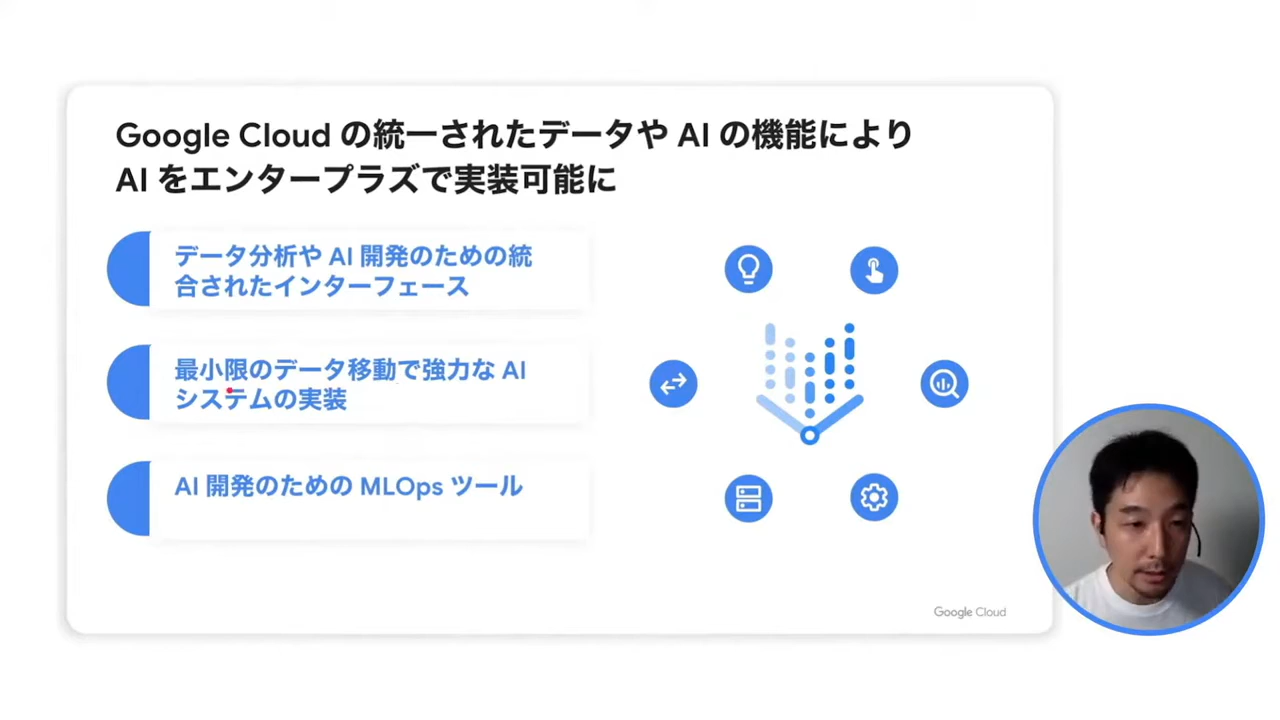 Google Cloud の統一されたデータや AI の機能により
AI をエンタープラズで実装可能に
データ分析や AI 開発のための統
合されたインターフェース
最小限のデータ移動で強力な AI
システムの実装
AI 開発のための MLOps ツール
Google Cloud